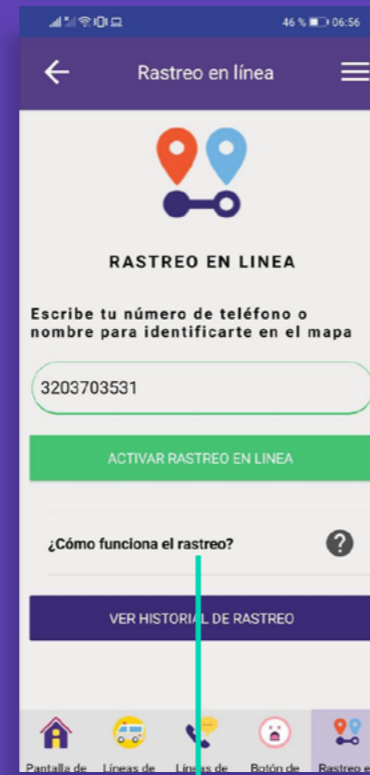 46 % 06:56
Rastreo en línea
RASTREO EN LINEA
Escribe tu número de teléfono o
nombre para identificarte en el mapa
3203703531
ACTIVAR RASTREO EN LINEA
¿Cómo funciona el rastreo?
VER HISTORIAL DE RASTREO
Pantalla de Líneas de Líneas de Botón de Rastreo e